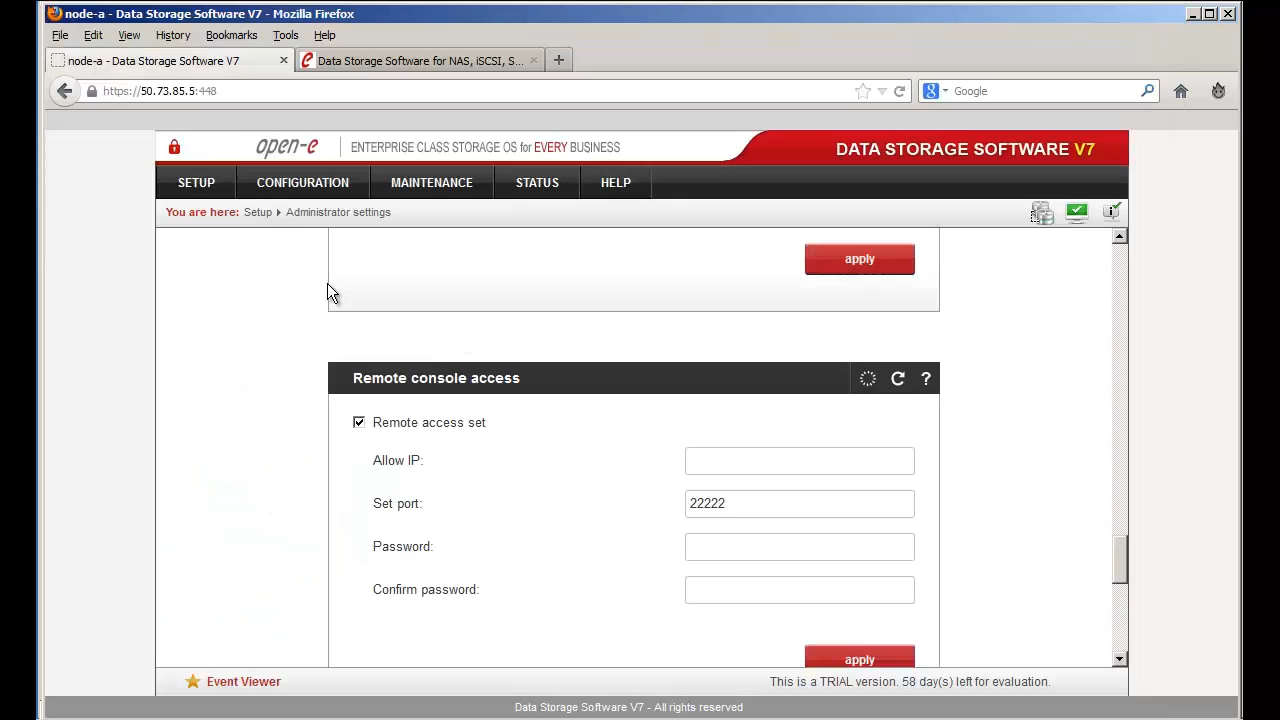 node-a - Data Storage Software V7 - Mozilla Firefox
File Edit View History Bookmarks Tools Help
node-a - Data Storage Software V7
Data Storage Software for NAS, iSCSI, S...
https://50.73.85.5:448
Google
open-e
ENTERPRISE CLASS STORAGE OS for EVERY BUSINESS
DATA STORAGE SOFTWARE V7
SETUP CONFIGURATION MAINTENANCE STATUS HELP
You are here: Setup Administrator settings
apply
Remote console access
?
Remote access set
Allow IP:
Set port: 22222
Password:
Confirm password:
apply
Event Viewer
This is a TRIAL version. 58 day(s) left for evaluation.
Data Storage Software V7 - All rights reserved